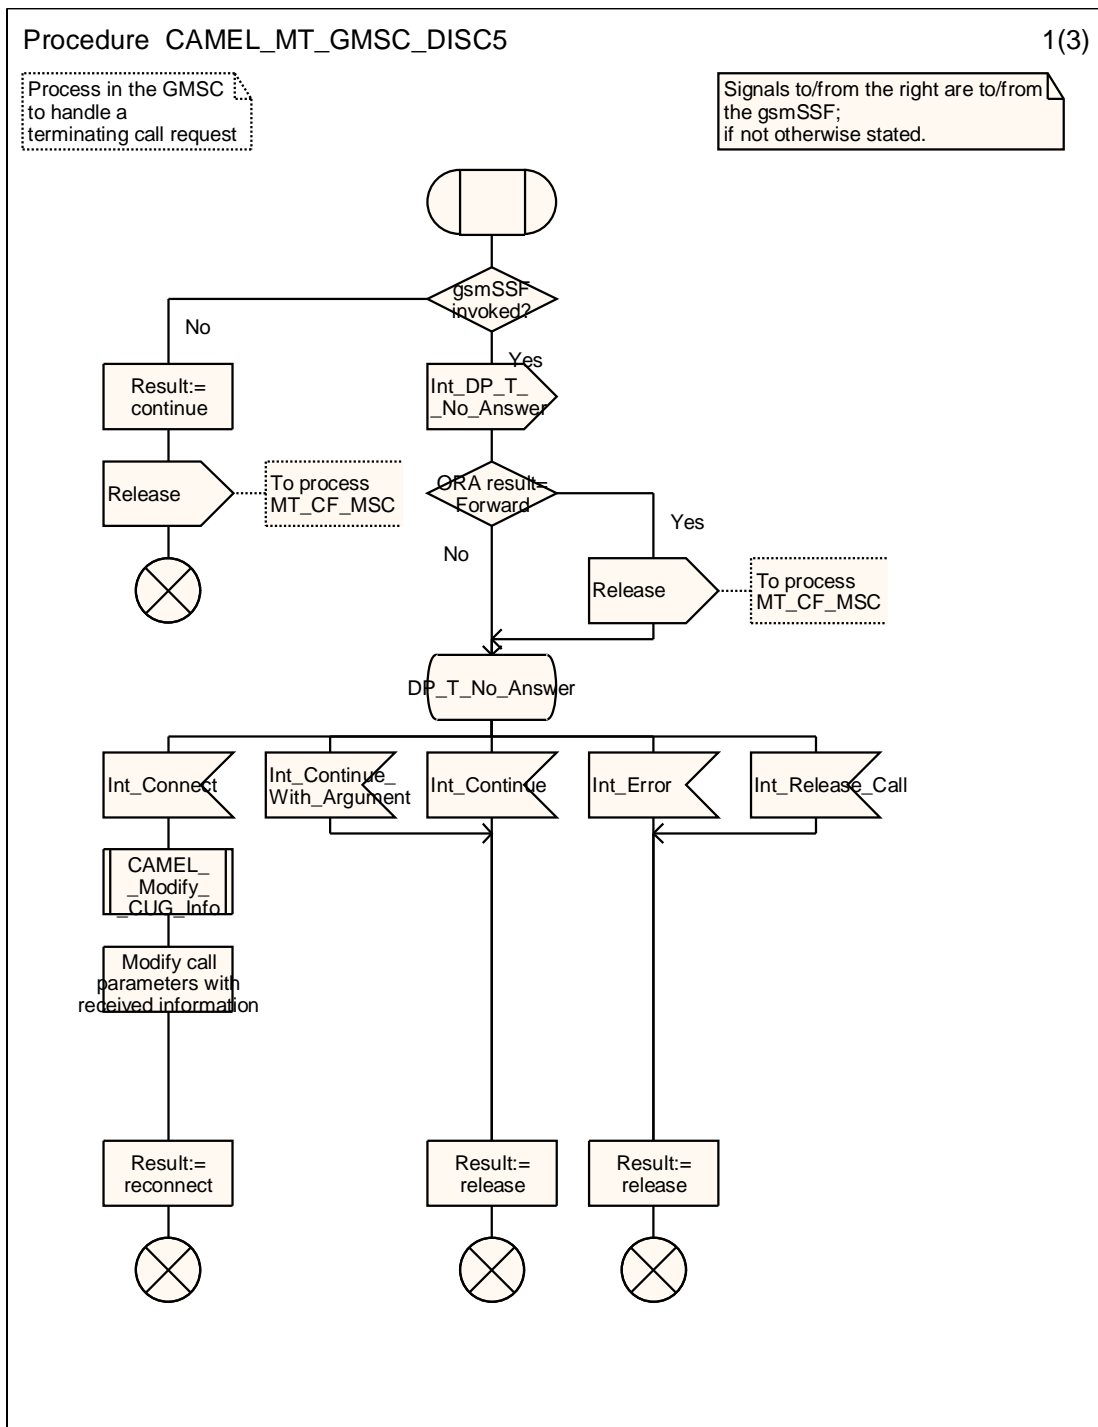 Procedure CAMEL_MT_GMSC_DISC5
1(3)
Process in the GMSC
to handle a
terminating call request
Signals to/from the right are to/from
the gsmSSF;
if not otherwise stated.
gsmSSF
invoked?
No
Yes
Result:=
continue
Int_DP_T_
_No_Answer
Release
To process
MT_CF_MSC
ORA result=
Forward
Yes
No
Release
To process
MT_CF_MSC
DP_T_No_Answer
Int_Connect
Int_Continue_
With_Argument
Int_Continue
Int_Error
Int_Release_Call
CAMEL_
_Modify_
_CUG_Info
Modify call
parameters with
received information
Result:=
reconnect
Result:=
release
Result:=
release